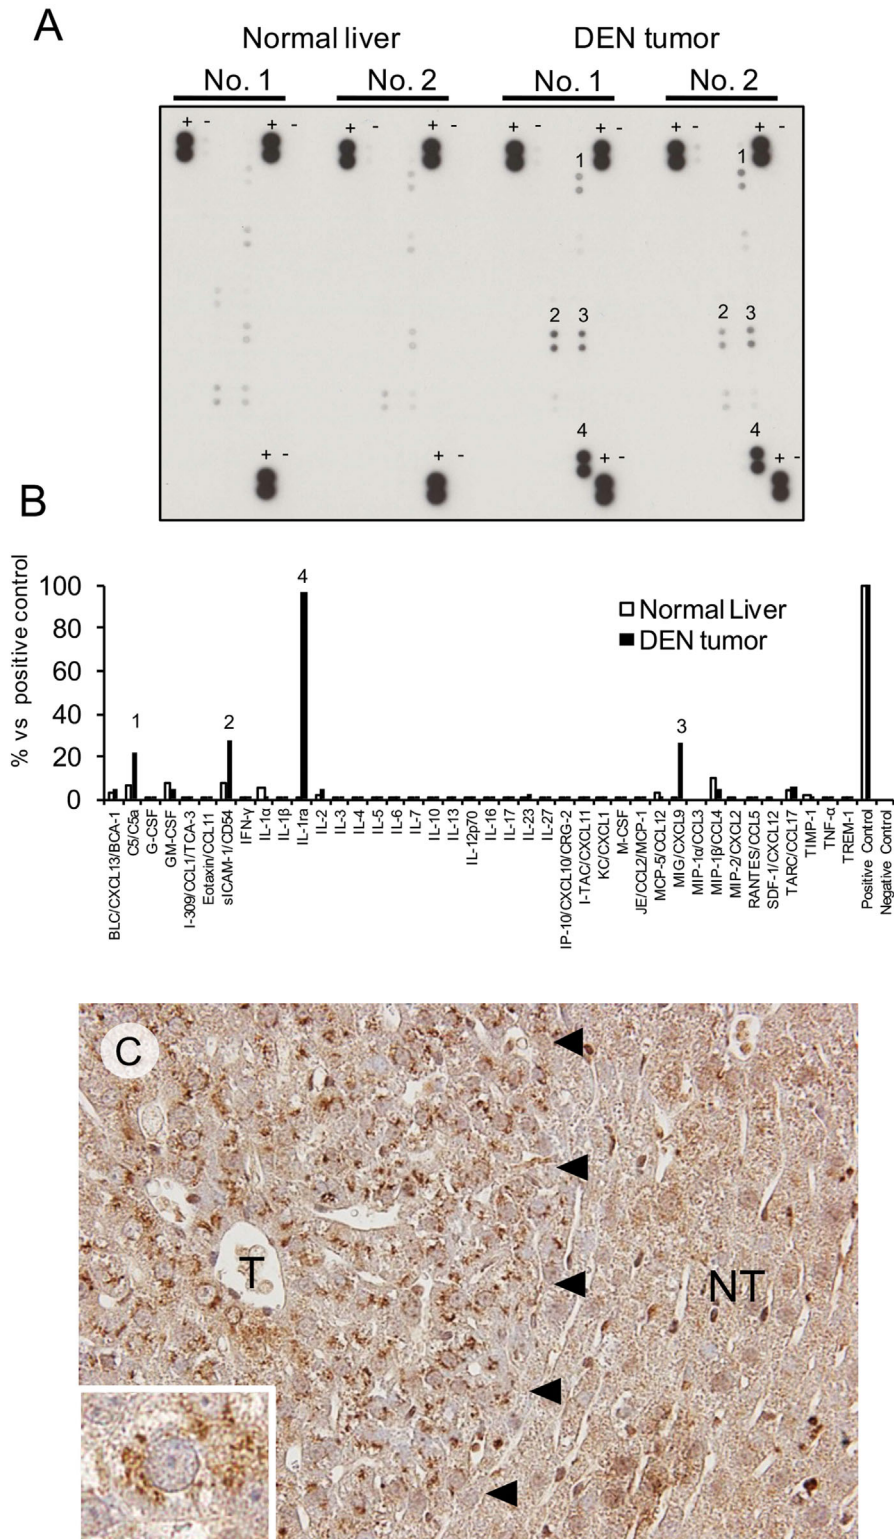 A
Normal liver DEN tumor
No. 1 No. 2 No. 1 No. 2
+ - + - + - + - + - + - + - + -
1 1
2 3 2 3
4 4
+ - + - + - + -
B
% vs positive control
100
80
60
40
20
0
1
2
4
3
Normal Liver
DEN tumor
BLC/CXCL13/BCA-1
C5/C5a
G-CSF
GM-CSF
I-309/CCL1/TCA-3
Eotaxin/CCL11
sICAM-1/CD54
IFN-γ
IL-1α
IL-1β
IL-1ra
IL-2
IL-3
IL-4
IL-5
IL-6
IL-7
IL-10
IL-13
IL-12p70
IL-16
IL-17
IL-23
IL-27
IP-10/CXCL10/CRG-2
I-TAC/CXCL11
KC/CXCL1
M-CSF
JE/CCL2/MCP-1
MCP-5/CCL12
MIG/CXCL9
MIP-1α/CCL3
MIP-1β/CCL4
MIP-2/CXCL2
RANTES/CCL5
SDF-1/CXCL12
TARC/CCL17
TIMP-1
TNF-α
TREM-1
Positive Control
Negative Control
C
T
NT